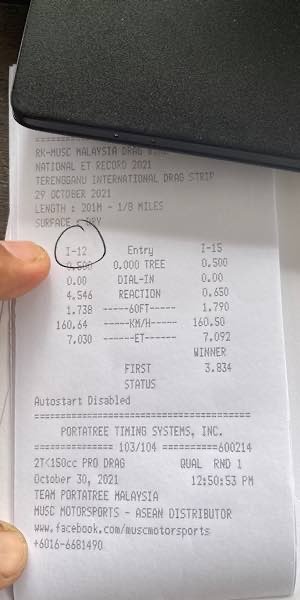 RK-MUSC MALAYSIA DRAG
NATIONAL ET RECORD 2021
TERENGGANU INTERNATIONAL DRAG STRIP
29 OCTOBER 2021
LENGTH : 201M - 1/8 MILES
SURFACE : DRY
I-12 Entry I-15
0.500 0.000 TREE 0.500
0.00 DIAL-IN 0.00
4.546 REACTION 0.650
1.738 -----60FT----- 1.790
160.64 -----KM/H----- 160.50
7.030 ------ET------ 7.092
WINNER
FIRST 3.834
STATUS
Autostart Disabled
=====================================
PORTATREE TIMING SYSTEMS, INC.
============== 103/104 ==========600214
2T<150cc PRO DRAG QUAL RND 1
October 30, 2021 12:50:53 PM
TEAM PORTATREE MALAYSIA
MUSC MOTORSPORTS - ASEAN DISTRIBUTOR
www.facebook.com/muscmotorsports
+6016-6681490